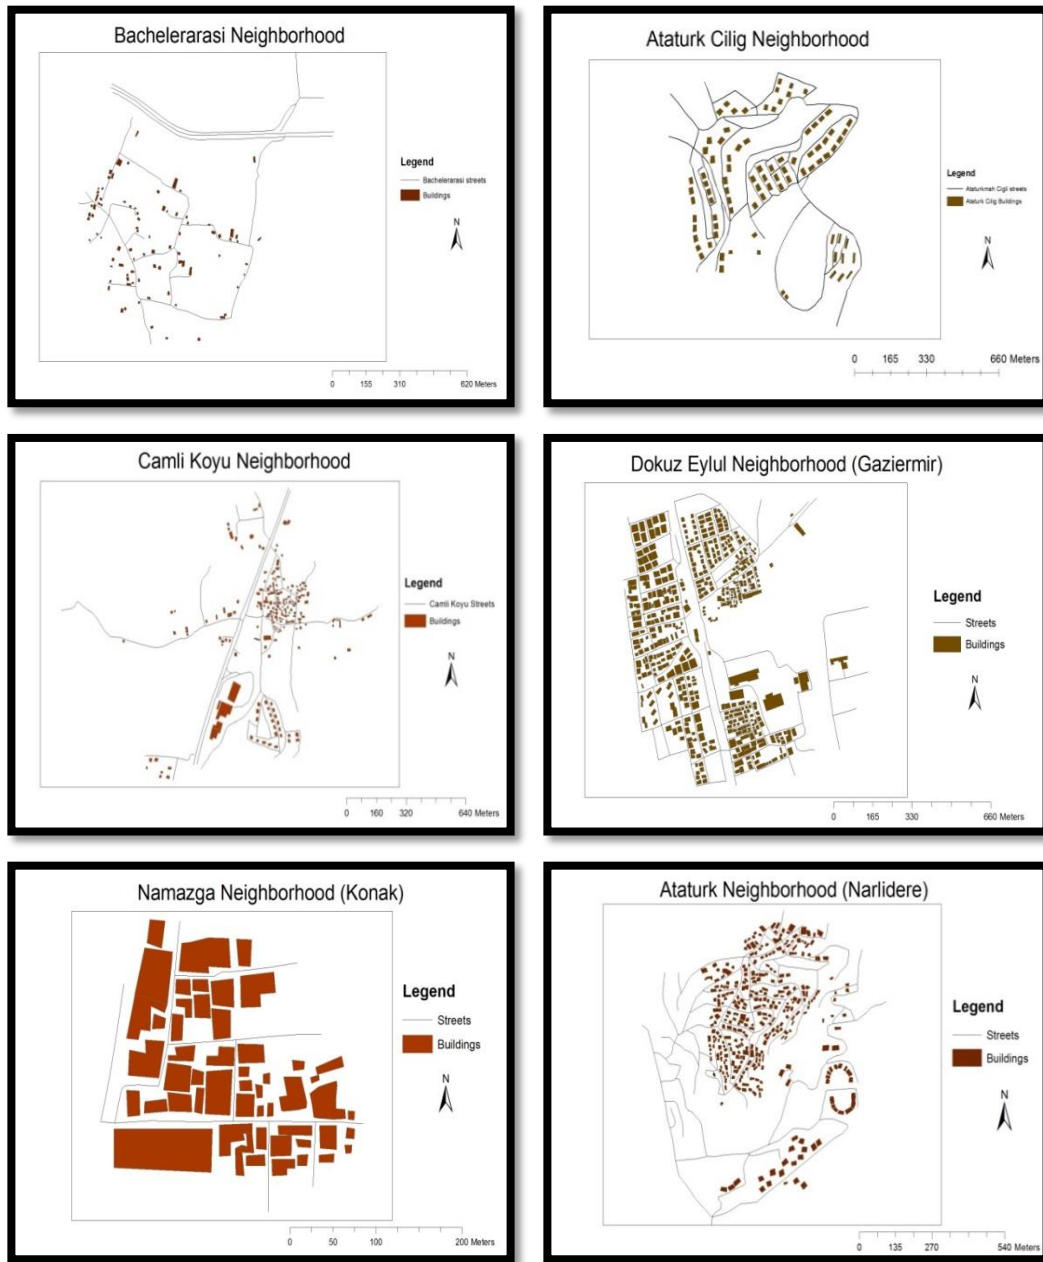 Bachelerarasi Neighborhood
Legend
Bachelerarasi streets
Buildings
N
0 155 310 620 Meters
Ataturk Cilig Neighborhood
Legend
Ataturkmah Cigli streets
Ataturk Cilig Buildings
N
0 165 330 660 Meters
Camli Koyu Neighborhood
Legend
Camli Koyu Streets
Buildings
N
0 160 320 640 Meters
Dokuz Eylul Neighborhood (Gaziermir)
Legend
Streets
Buildings
N
0 165 330 660 Meters
Namazga Neighborhood (Konak)
Legend
Streets
Buildings
N
0 50 100 200 Meters
Ataturk Neighborhood (Narlidere)
Legend
Streets
Buildings
N
0 135 270 540 Meters